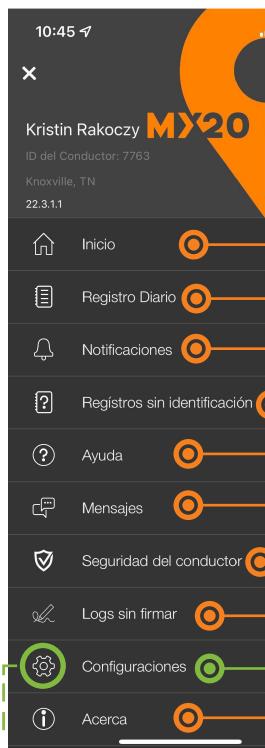 10:45
Kristin Rakoczy MX20
ID del Conductor: 7763
Knoxville, TN
22.3.1.1
Inicio
Registro Diario
Notificaciones
Regístros sin identificación
Ayuda
Mensajes
Seguridad del conductor
Logs sin firmar
Configuraciones
Acerca